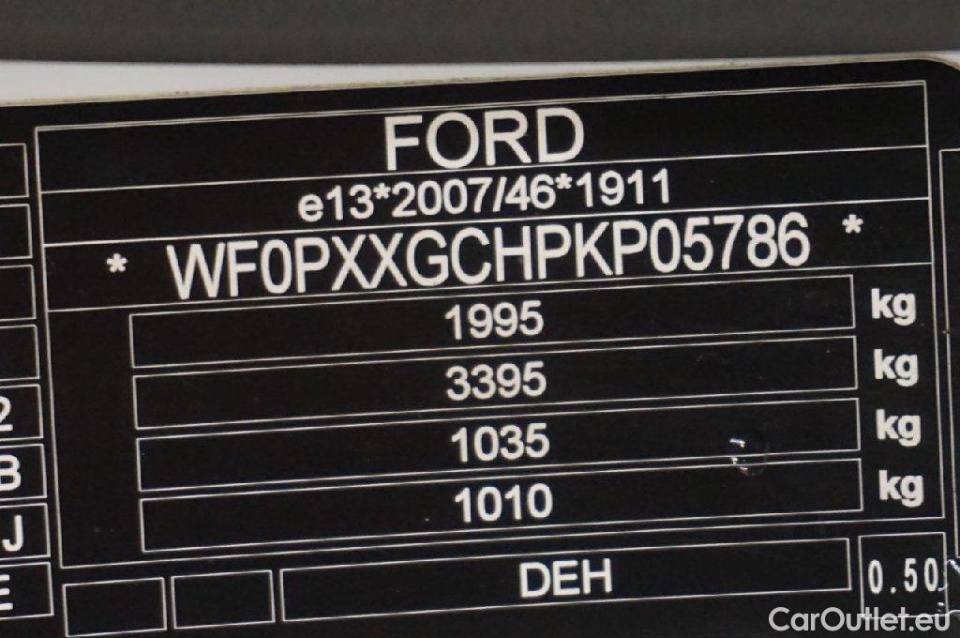 FORD
e13*2007/46*1911
* WF0PXXGCHPKP05786 *
1995 kg
3395 kg
2
1035 kg
B
1010 kg
J
E
DEH 0.50
CarOutlet.eu